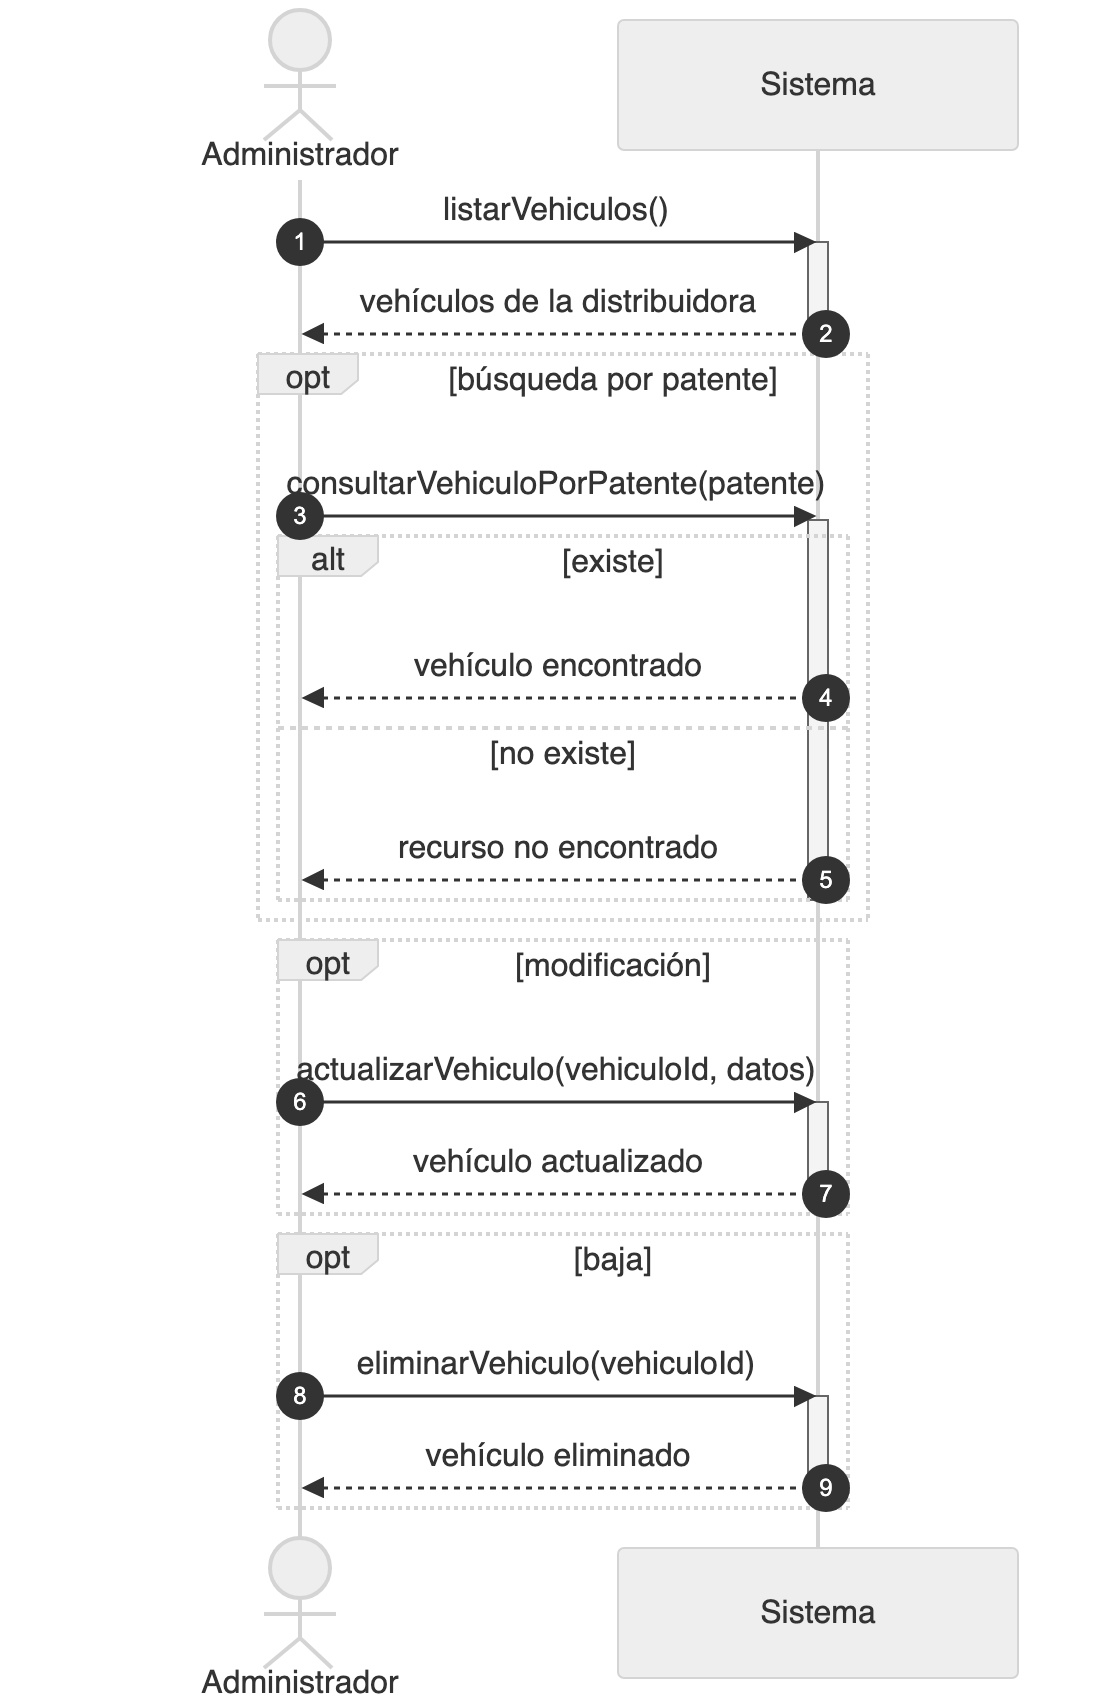 Administrador
Sistema
listarVehiculos()
1
vehículos de la distribuidora
2
opt
[búsqueda por patente]
consultarVehiculoPorPatente(patente)
3
alt
[existe]
vehículo encontrado
4
[no existe]
recurso no encontrado
5
opt
[modificación]
actualizarVehiculo(vehiculoId, datos)
6
vehículo actualizado
7
opt
[baja]
eliminarVehiculo(vehiculoId)
8
vehículo eliminado
9
Administrador
Sistema